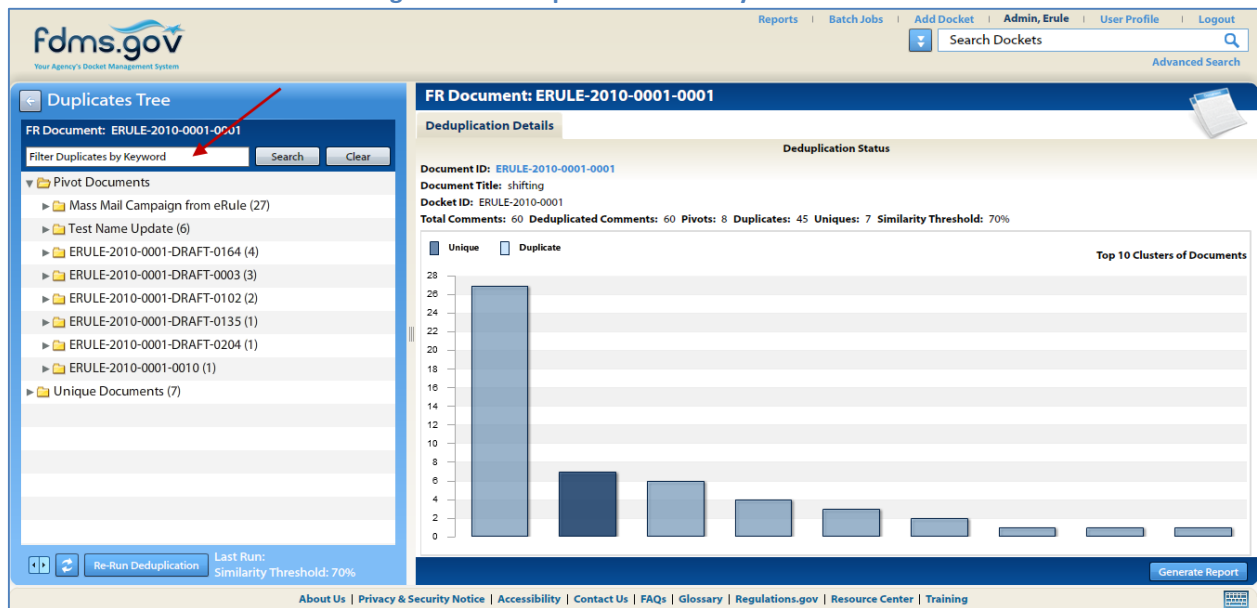 Reports | Batch Jobs | Add Docket | Admin, Erule | User Profile | Logout
fdms.gov
Your Agency's Docket Management System
Search Dockets
Advanced Search
Duplicates Tree
FR Document: ERULE-2010-0001-0001
Filter Duplicates by Keyword
Search
Clear
Pivot Documents
Mass Mail Campaign from eRule (27)
Test Name Update (6)
ERULE-2010-0001-DRAFT-0164 (4)
ERULE-2010-0001-DRAFT-0003 (3)
ERULE-2010-0001-DRAFT-0102 (2)
ERULE-2010-0001-DRAFT-0135 (1)
ERULE-2010-0001-DRAFT-0204 (1)
ERULE-2010-0001-0010 (1)
Unique Documents (7)
Re-Run Deduplication
Last Run:
Similarity Threshold: 70%
FR Document: ERULE-2010-0001-0001
Deduplication Details
Deduplication Status
Document ID: ERULE-2010-0001-0001
Document Title: shifting
Docket ID: ERULE-2010-0001
Total Comments: 60 Deduplicated Comments: 60 Pivots: 8 Duplicates: 45 Uniques: 7 Similarity Threshold: 70%
Unique
Duplicate
Top 10 Clusters of Documents
28
26
24
22
20
18
16
14
12
10
8
6
4
2
0
Generate Report
About Us | Privacy & Security Notice | Accessibility | Contact Us | FAQs | Glossary | Regulations.gov | Resource Center | Training